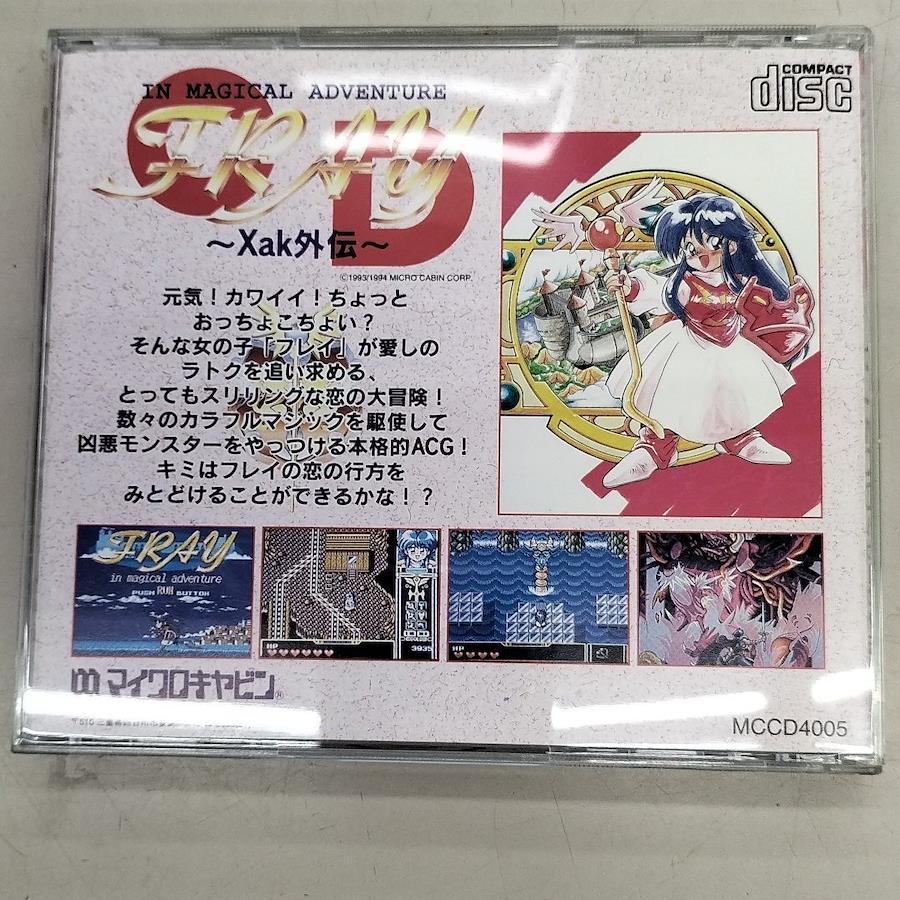 IN MAGICAL ADVENTURE
COMPACT
disc
FRAY
CD
～Xak外伝～
©1993/1994 MICRO CABIN CORP.
元気！カワイイ！ちょっと
おっちょこちょい？
そんな女の子「フレイ」が愛しの
ラトクを追い求める、
とってもスリリングな恋の大冒険！
数々のカラフルマジックを駆使して
凶悪モンスターをやっつける本格的ACG！
キミはフレイの恋の行方を
みとどけることができるかな！？
FRAY
in magical adventure
PUSH RUN BUTTON
HP
3935
HP
マイクロキャビン
MCCD4005